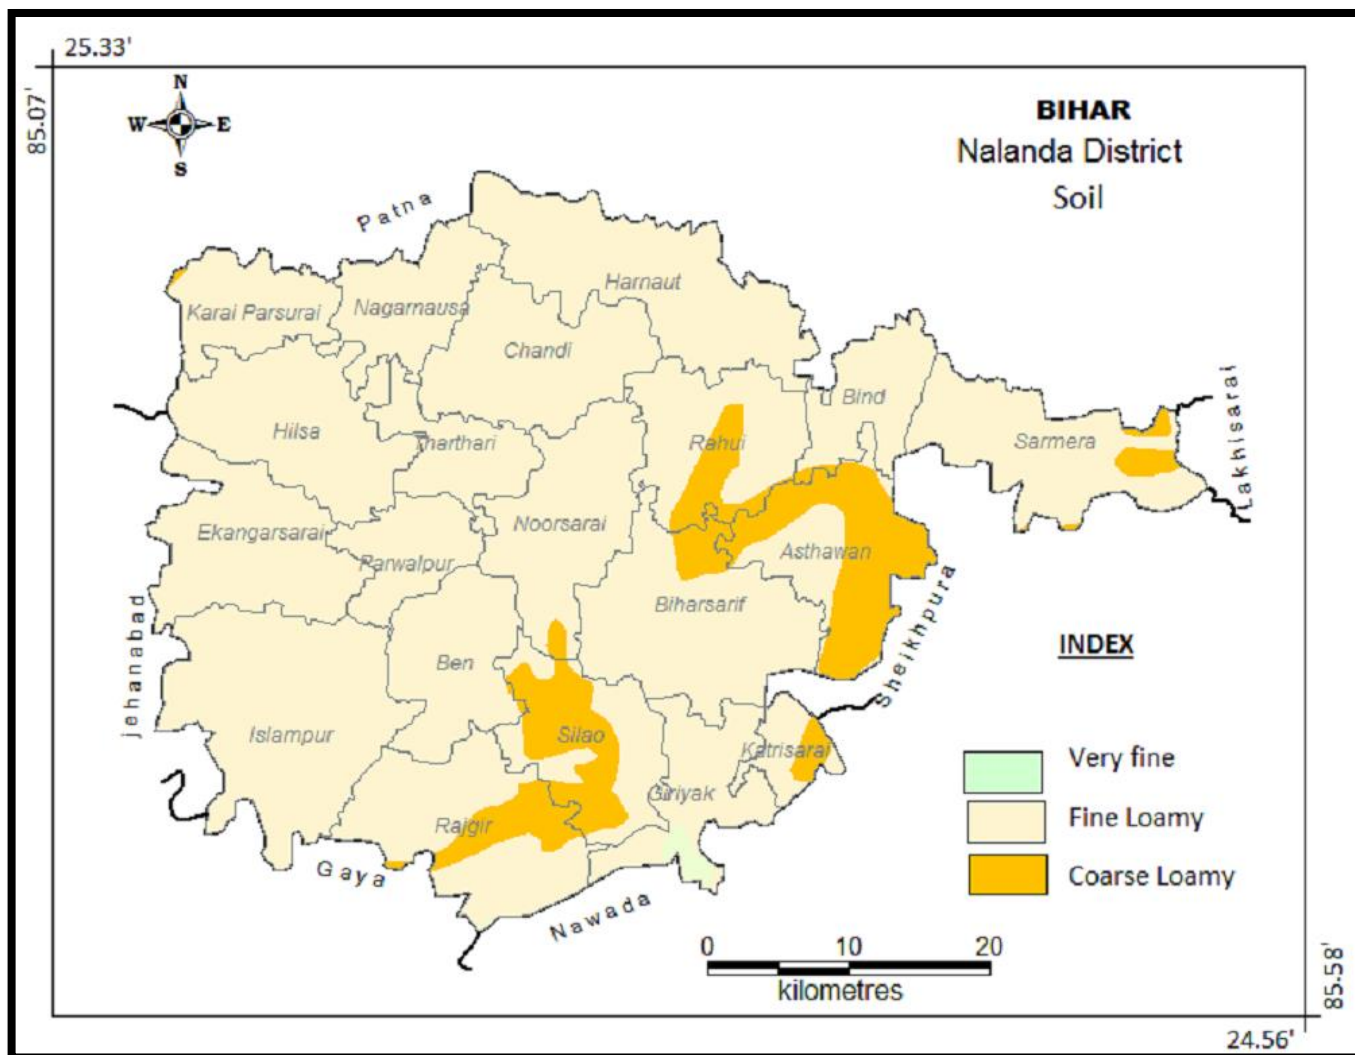 25.33'
85.07'
N
W E
S
BIHAR
Nalanda District
Soil
Patna
Harnaut
Karai Parsurai
Nagarnausa
Chandi
Bind
Lakhisarai
Hilsa
Tharthari
Rahui
Sarmera
Ekangarsarai
Noorsarai
Parwalpur
Asthawan
Biharsarif
Sheikhpura
jehanabad
Ben
INDEX
Islampur
Silao
Katrisarai
Very fine
Giriyak
Fine Loamy
Rajgir
Coarse Loamy
Gaya
Nawada
0 10 20
kilometres
85.58'
24.56'